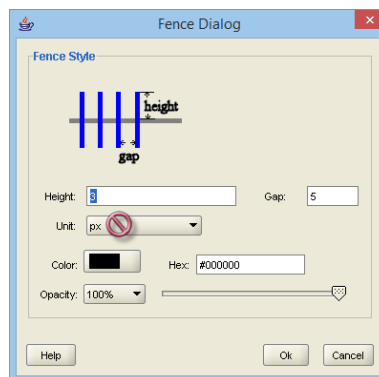 Fence Dialog
Fence Style
height
gap
Height: 3 Gap: 5
Unit: px
Color: Hex: #000000
Opacity: 100%
Help Ok Cancel